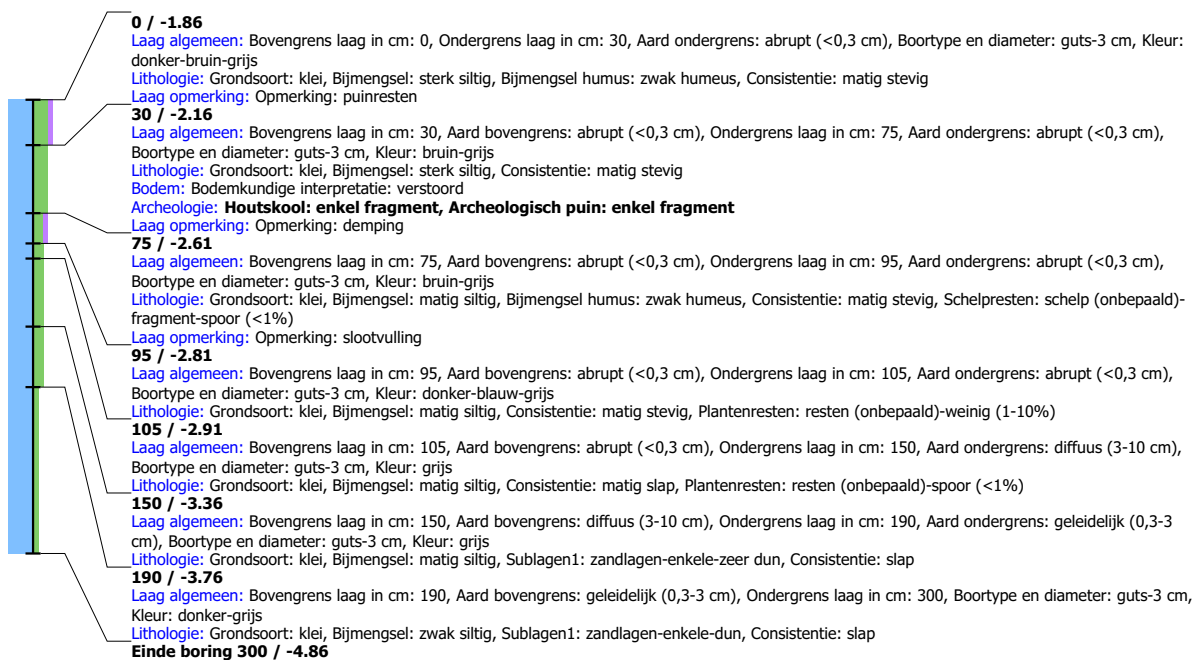 0 / -1.86
Laag algemeen: Bovengrens laag in cm: 0, Ondergrens laag in cm: 30, Aard ondergrens: abrupt (<0,3 cm), Boortype en diameter: guts-3 cm, Kleur:
donker-bruin-grijs
Lithologie: Grondsoort: klei, Bijmengsel: sterk siltig, Bijmengsel humus: zwak humeus, Consistentie: matig stevig
Laag opmerking: Opmerking: puinresten
30 / -2.16
Laag algemeen: Bovengrens laag in cm: 30, Aard bovengrens: abrupt (<0,3 cm), Ondergrens laag in cm: 75, Aard ondergrens: abrupt (<0,3 cm),
Boortype en diameter: guts-3 cm, Kleur: bruin-grijs
Lithologie: Grondsoort: klei, Bijmengsel: sterk siltig, Consistentie: matig stevig
Bodem: Bodemkundige interpretatie: verstoord
Archeologie: Houtskool: enkel fragment, Archeologisch puin: enkel fragment
Laag opmerking: Opmerking: demping
75 / -2.61
Laag algemeen: Bovengrens laag in cm: 75, Aard bovengrens: abrupt (<0,3 cm), Ondergrens laag in cm: 95, Aard ondergrens: abrupt (<0,3 cm),
Boortype en diameter: guts-3 cm, Kleur: bruin-grijs
Lithologie: Grondsoort: klei, Bijmengsel: matig siltig, Bijmengsel humus: zwak humeus, Consistentie: matig stevig, Schelpresten: schelp (onbepaald)-
fragment-spoor (<1%)
Laag opmerking: Opmerking: slootvulling
95 / -2.81
Laag algemeen: Bovengrens laag in cm: 95, Aard bovengrens: abrupt (<0,3 cm), Ondergrens laag in cm: 105, Aard ondergrens: abrupt (<0,3 cm),
Boortype en diameter: guts-3 cm, Kleur: donker-blauw-grijs
Lithologie: Grondsoort: klei, Bijmengsel: matig siltig, Consistentie: matig stevig, Plantenresten: resten (onbepaald)-weinig (1-10%)
105 / -2.91
Laag algemeen: Bovengrens laag in cm: 105, Aard bovengrens: abrupt (<0,3 cm), Ondergrens laag in cm: 150, Aard ondergrens: diffuus (3-10 cm),
Boortype en diameter: guts-3 cm, Kleur: grijs
Lithologie: Grondsoort: klei, Bijmengsel: matig siltig, Consistentie: matig slap, Plantenresten: resten (onbepaald)-spoor (<1%)
150 / -3.36
Laag algemeen: Bovengrens laag in cm: 150, Aard bovengrens: diffuus (3-10 cm), Ondergrens laag in cm: 190, Aard ondergrens: geleidelijk (0,3-3
cm), Boortype en diameter: guts-3 cm, Kleur: grijs
Lithologie: Grondsoort: klei, Bijmengsel: matig siltig, Sublagen1: zandlagen-enkele-zeer dun, Consistentie: slap
190 / -3.76
Laag algemeen: Bovengrens laag in cm: 190, Aard bovengrens: geleidelijk (0,3-3 cm), Ondergrens laag in cm: 300, Boortype en diameter: guts-3 cm,
Kleur: donker-grijs
Lithologie: Grondsoort: klei, Bijmengsel: zwak siltig, Sublagen1: zandlagen-enkele-dun, Consistentie: slap
Einde boring 300 / -4.86